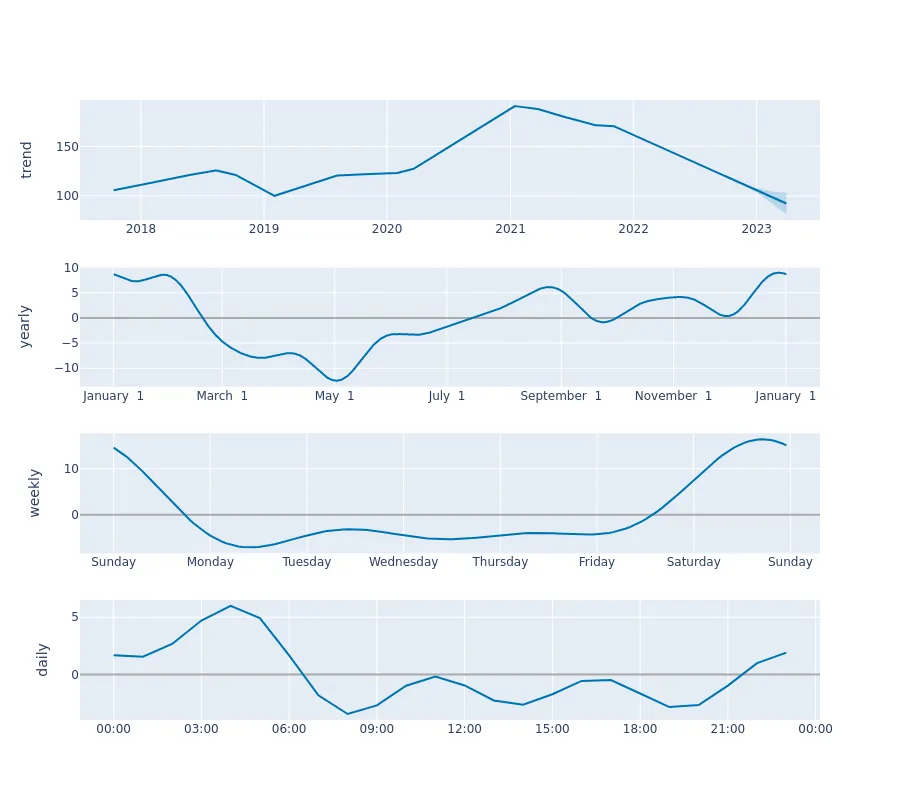 trend
150
100
2018 2019 2020 2021 2022 2023
yearly
10
5
0
−5
−10
January 1 March 1 May 1 July 1 September 1 November 1 January 1
weekly
10
0
Sunday Monday Tuesday Wednesday Thursday Friday Saturday Sunday
daily
5
0
00:00 03:00 06:00 09:00 12:00 15:00 18:00 21:00 00:00